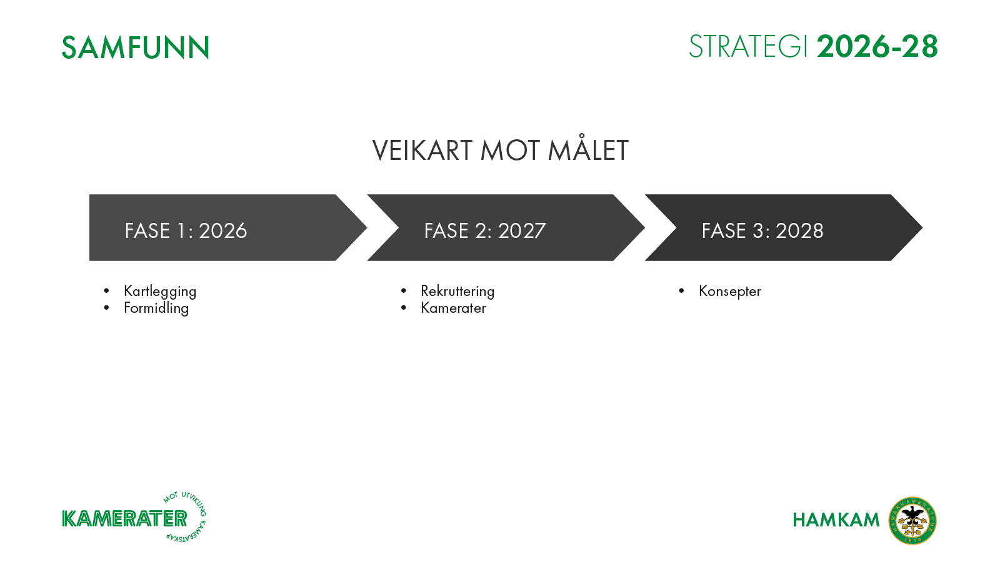 SAMFUNN
STRATEGI 2026-28
VEIKART MOT MÅLET
FASE 1: 2026
FASE 2: 2027
FASE 3: 2028
• Kartlegging
• Formidling
• Rekruttering
• Kamerater
• Konsepter
KAMERATER
MOT UTVIKLING KAMERATSKAP
HAMKAM
HAMARKAMERATENE
1918